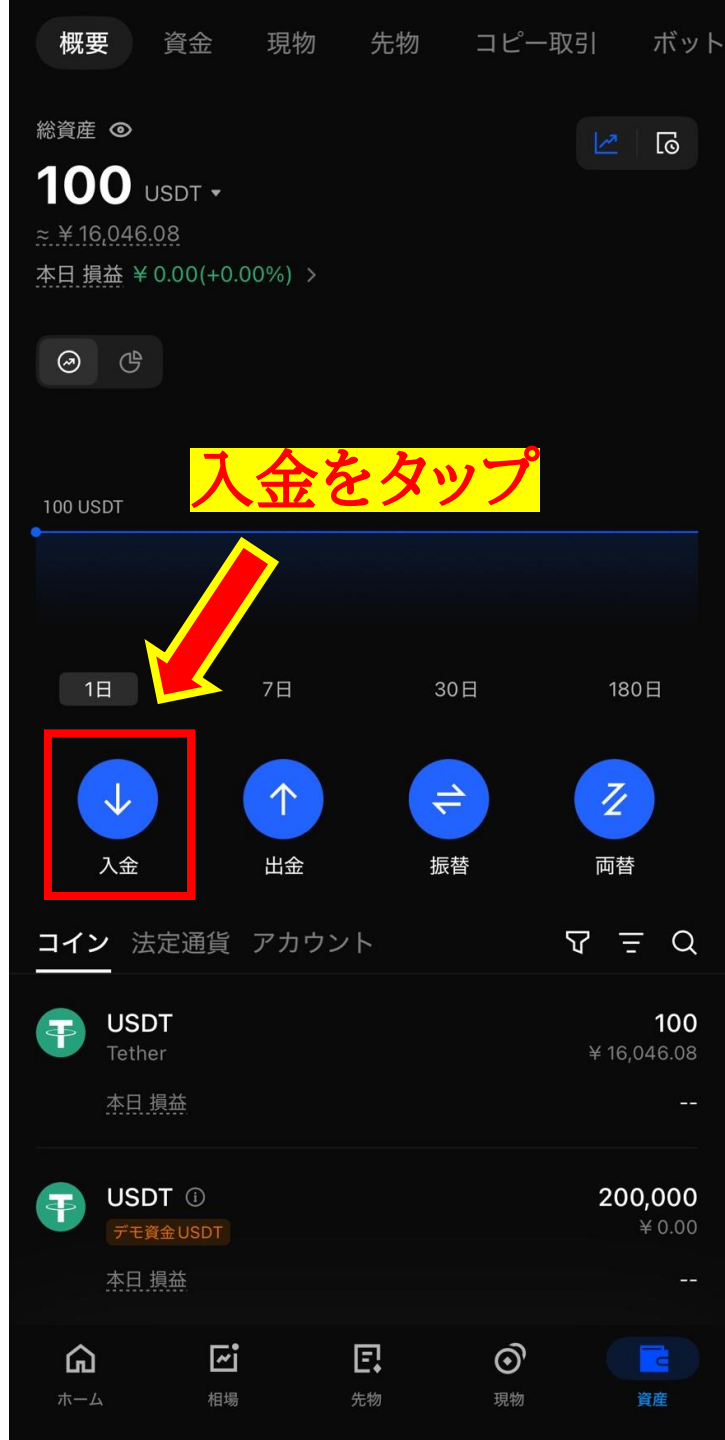 概要 資金 現物 先物 コピー取引 ボット
総資産
100 USDT
≈ ¥16,046.08
本日 損益 ¥0.00(+0.00%) >
入金をタップ
100 USDT
1日 7日 30日 180日
入金 出金 振替 両替
コイン 法定通貨 アカウント
USDT 100
Tether ¥16,046.08
本日 損益 --
USDT 200,000
デモ資金USDT ¥0.00
本日 損益 --
ホーム 相場 先物 現物 資産